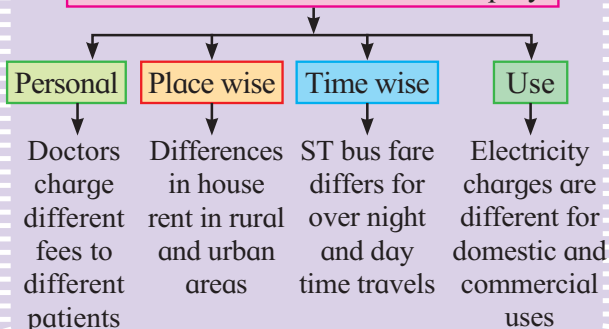 Personal
Place wise
Time wise
Use
Doctors
charge
different
fees to
different
patients
Differences
in house
rent in rural
and urban
areas
ST bus fare
differs for
over night
and day
time travels
Electricity
charges are
different for
domestic and
commercial
uses